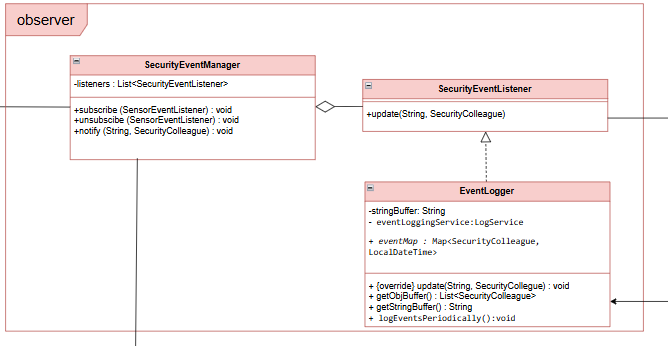 observer
SecurityEventManager
-listeners : List<SecurityEventListener>
+subscribe (SensorEventListener) : void
+unsubscibe (SensorEventListener) : void
+notify (String, SecurityColleague) : void
SecurityEventListener
+update(String, SecurityColleague)
EventLogger
-stringBuffer: String
- eventLoggingService:LogService
+ eventMap : Map<SecurityColleague,
LocalDateTime>
+ {override} update(String, SecurityCollegue) : void
+ getObjBuffer() : List<SecurityColleague>
+ getStringBuffer() : String
+ logEventsPeriodically():void